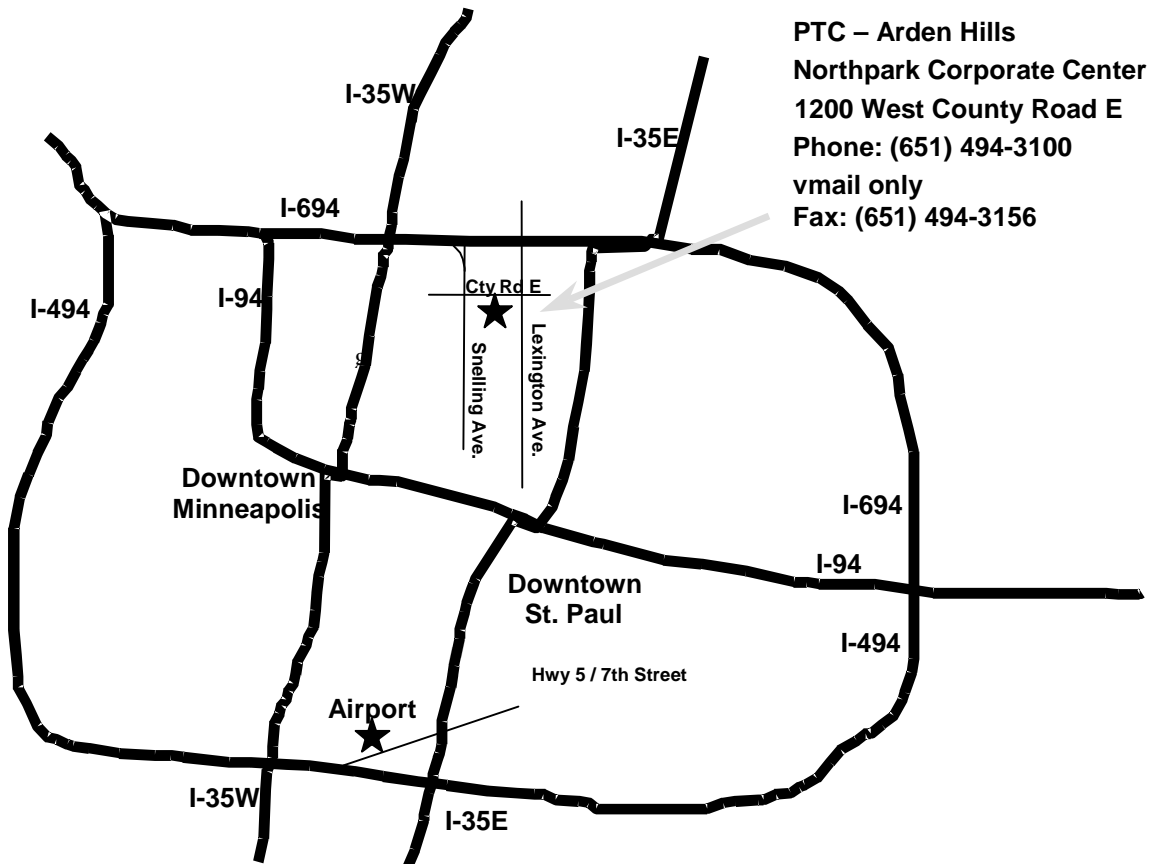 PTC – Arden Hills
Northpark Corporate Center
1200 West County Road E
Phone: (651) 494-3100
vmail only
Fax: (651) 494-3156
I-35W
I-35E
I-694
I-94
I-494
Cty Rd E
Snelling Ave.
Lexington Ave.
Downtown
Minneapolis
I-694
I-94
Downtown
St. Paul
I-494
Hwy 5 / 7th Street
Airport
I-35W
I-35E